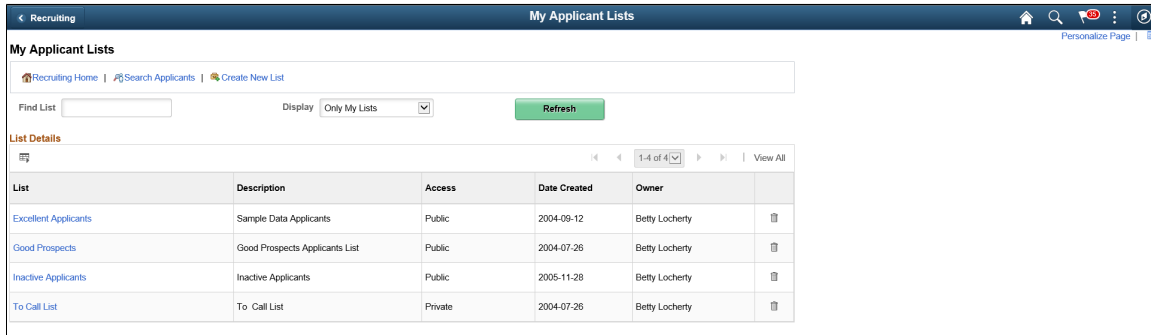 Recruiting
My Applicant Lists
35
Personalize Page |
My Applicant Lists
Recruiting Home | Search Applicants | Create New List
Find List Display Only My Lists Refresh
List Details
1-4 of 4 | View All
List Description Access Date Created Owner
Excellent Applicants Sample Data Applicants Public 2004-09-12 Betty Locherty
Good Prospects Good Prospects Applicants List Public 2004-07-26 Betty Locherty
Inactive Applicants Inactive Applicants Public 2005-11-28 Betty Locherty
To Call List To Call List Private 2004-07-26 Betty Locherty